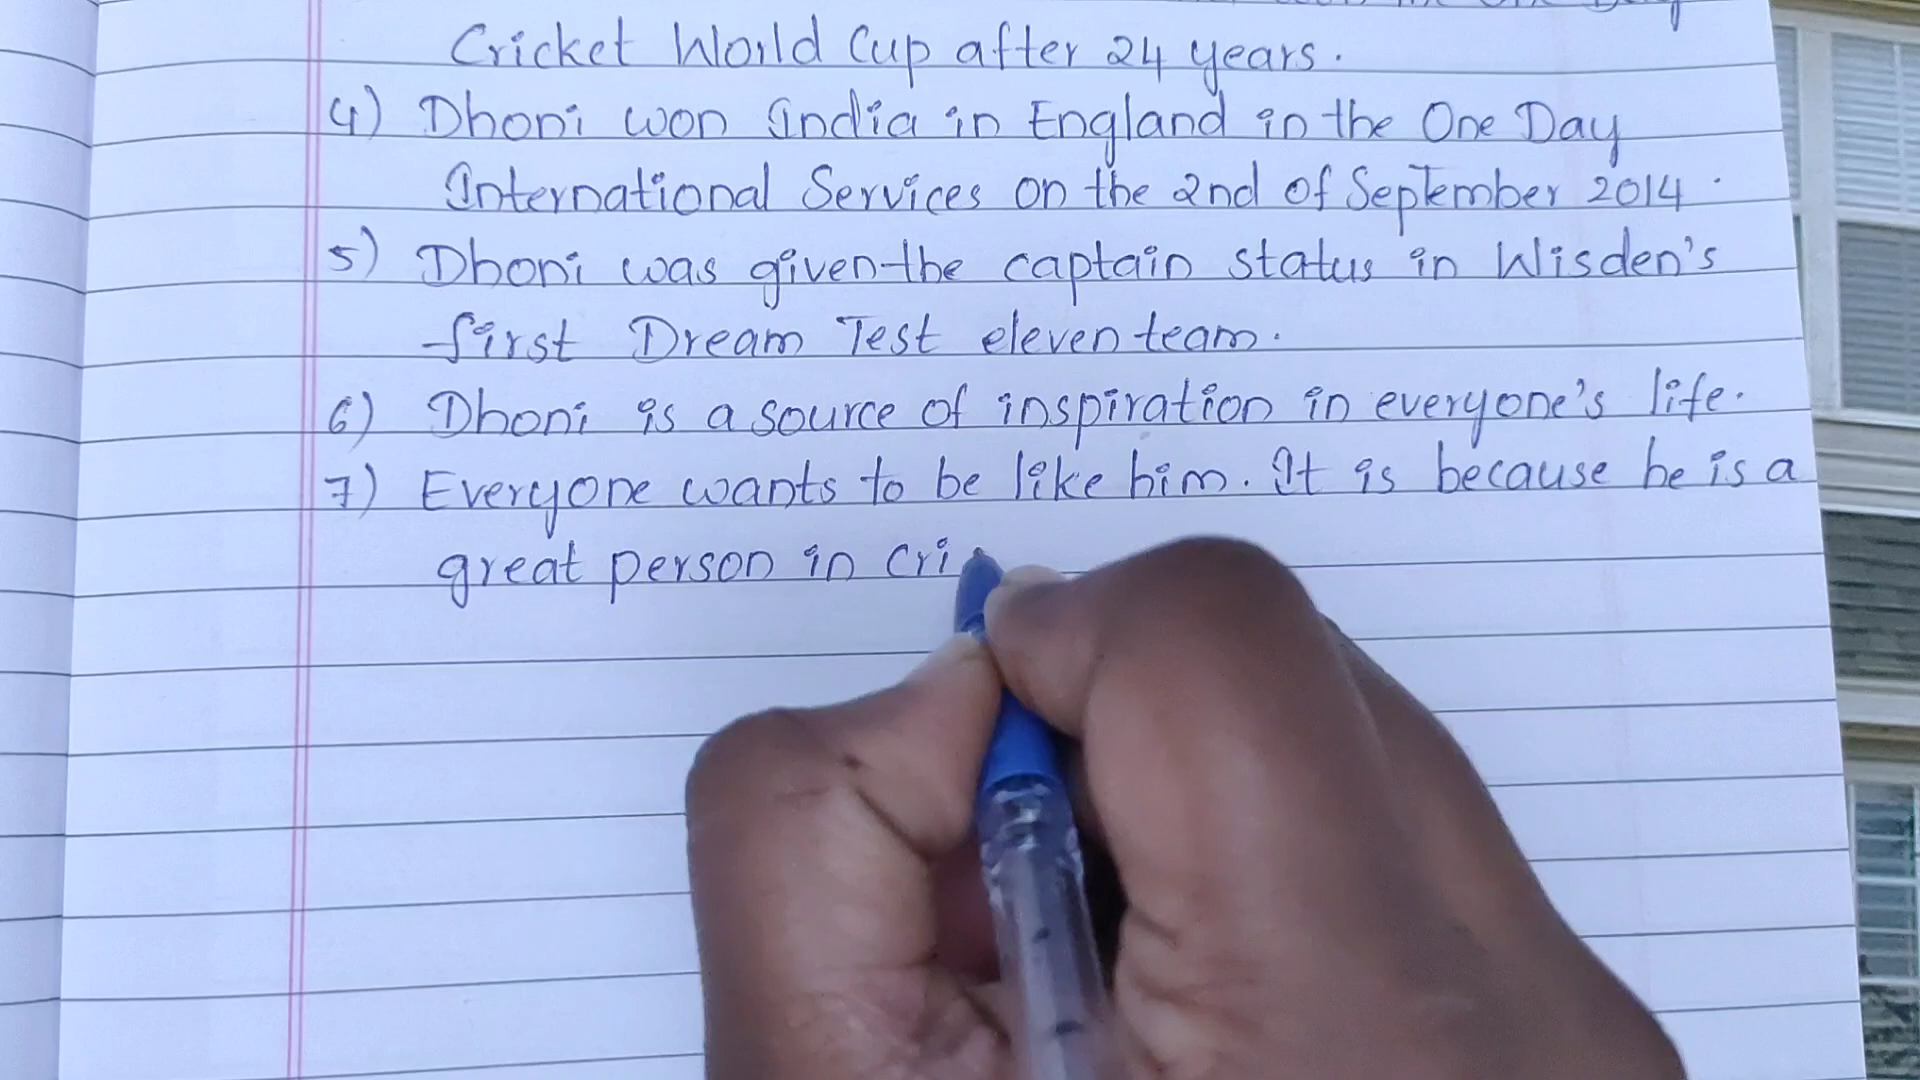 Cricket World Cup after 24 years.
4) Dhoni won India in England in the One Day
International Services on the 2nd of September 2014.
5) Dhoni was given the captain status in Wisden's
first Dream Test eleven team.
6) Dhoni is a source of inspiration in everyone's life.
7) Everyone wants to be like him. It is because he is a
great person in cri